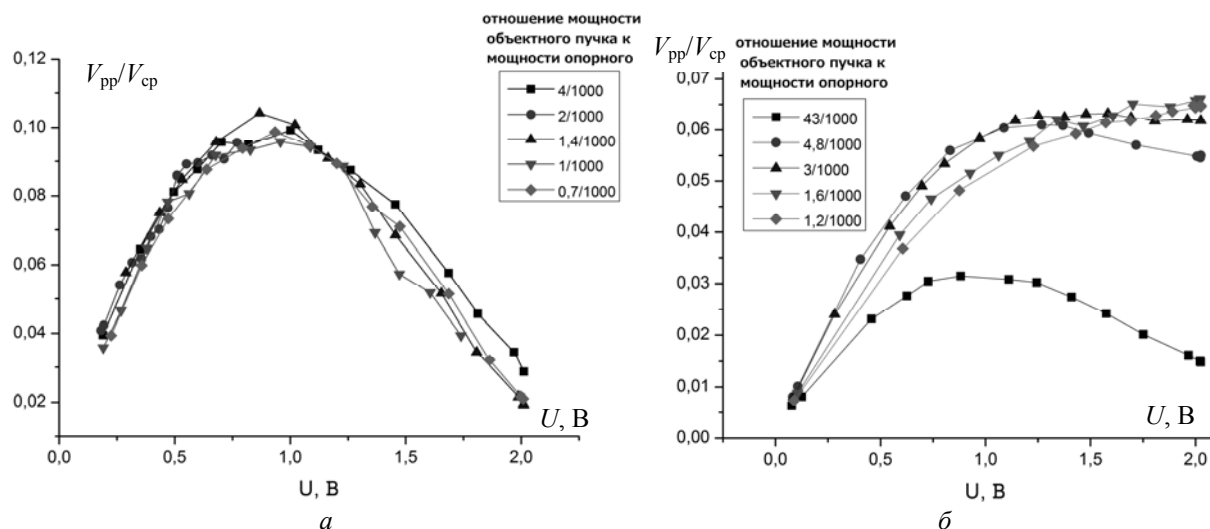 отношение мощности
объектного пучка к
мощности опорного
Vpp/Vср
4/1000
2/1000
1,4/1000
1/1000
0,7/1000
0,12
0,10
0,08
0,06
0,04
0,02
U, В
0,0 0,5 1,0 1,5 2,0
U, В
а
Vpp/Vср
отношение мощности
объектного пучка к
мощности опорного
43/1000
4,8/1000
3/1000
1,6/1000
1,2/1000
0,07
0,06
0,05
0,04
0,03
0,02
0,01
0,00
U, В
0,0 0,5 1,0 1,5 2,0
U, В
б